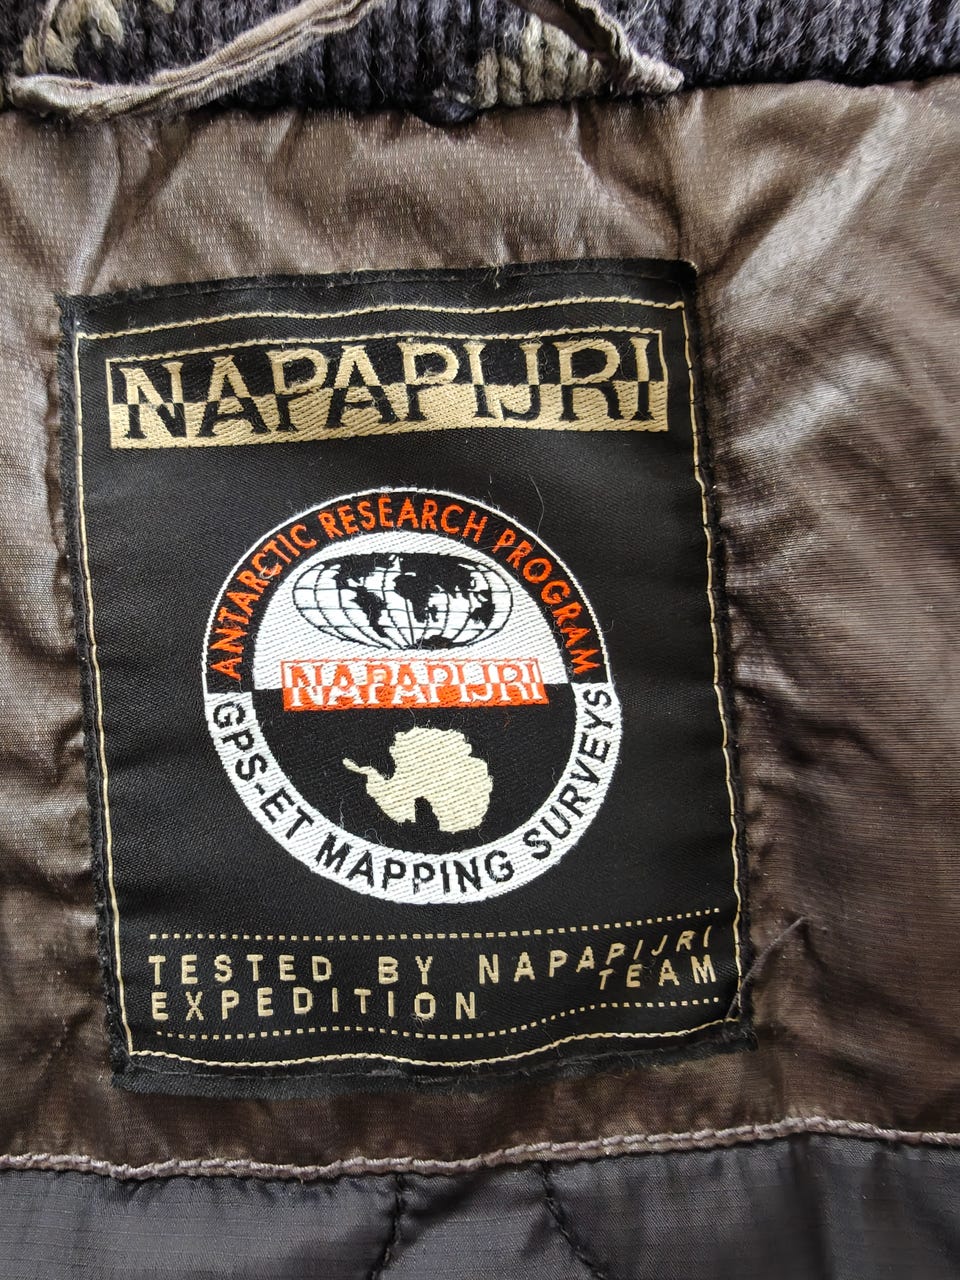 NAPAPIJRI
ANTARCTIC RESEARCH PROGRAM
NAPAPIJRI
GPS-ET MAPPING SURVEYS
TESTED BY NAPAPIJRI
EXPEDITION TEAM